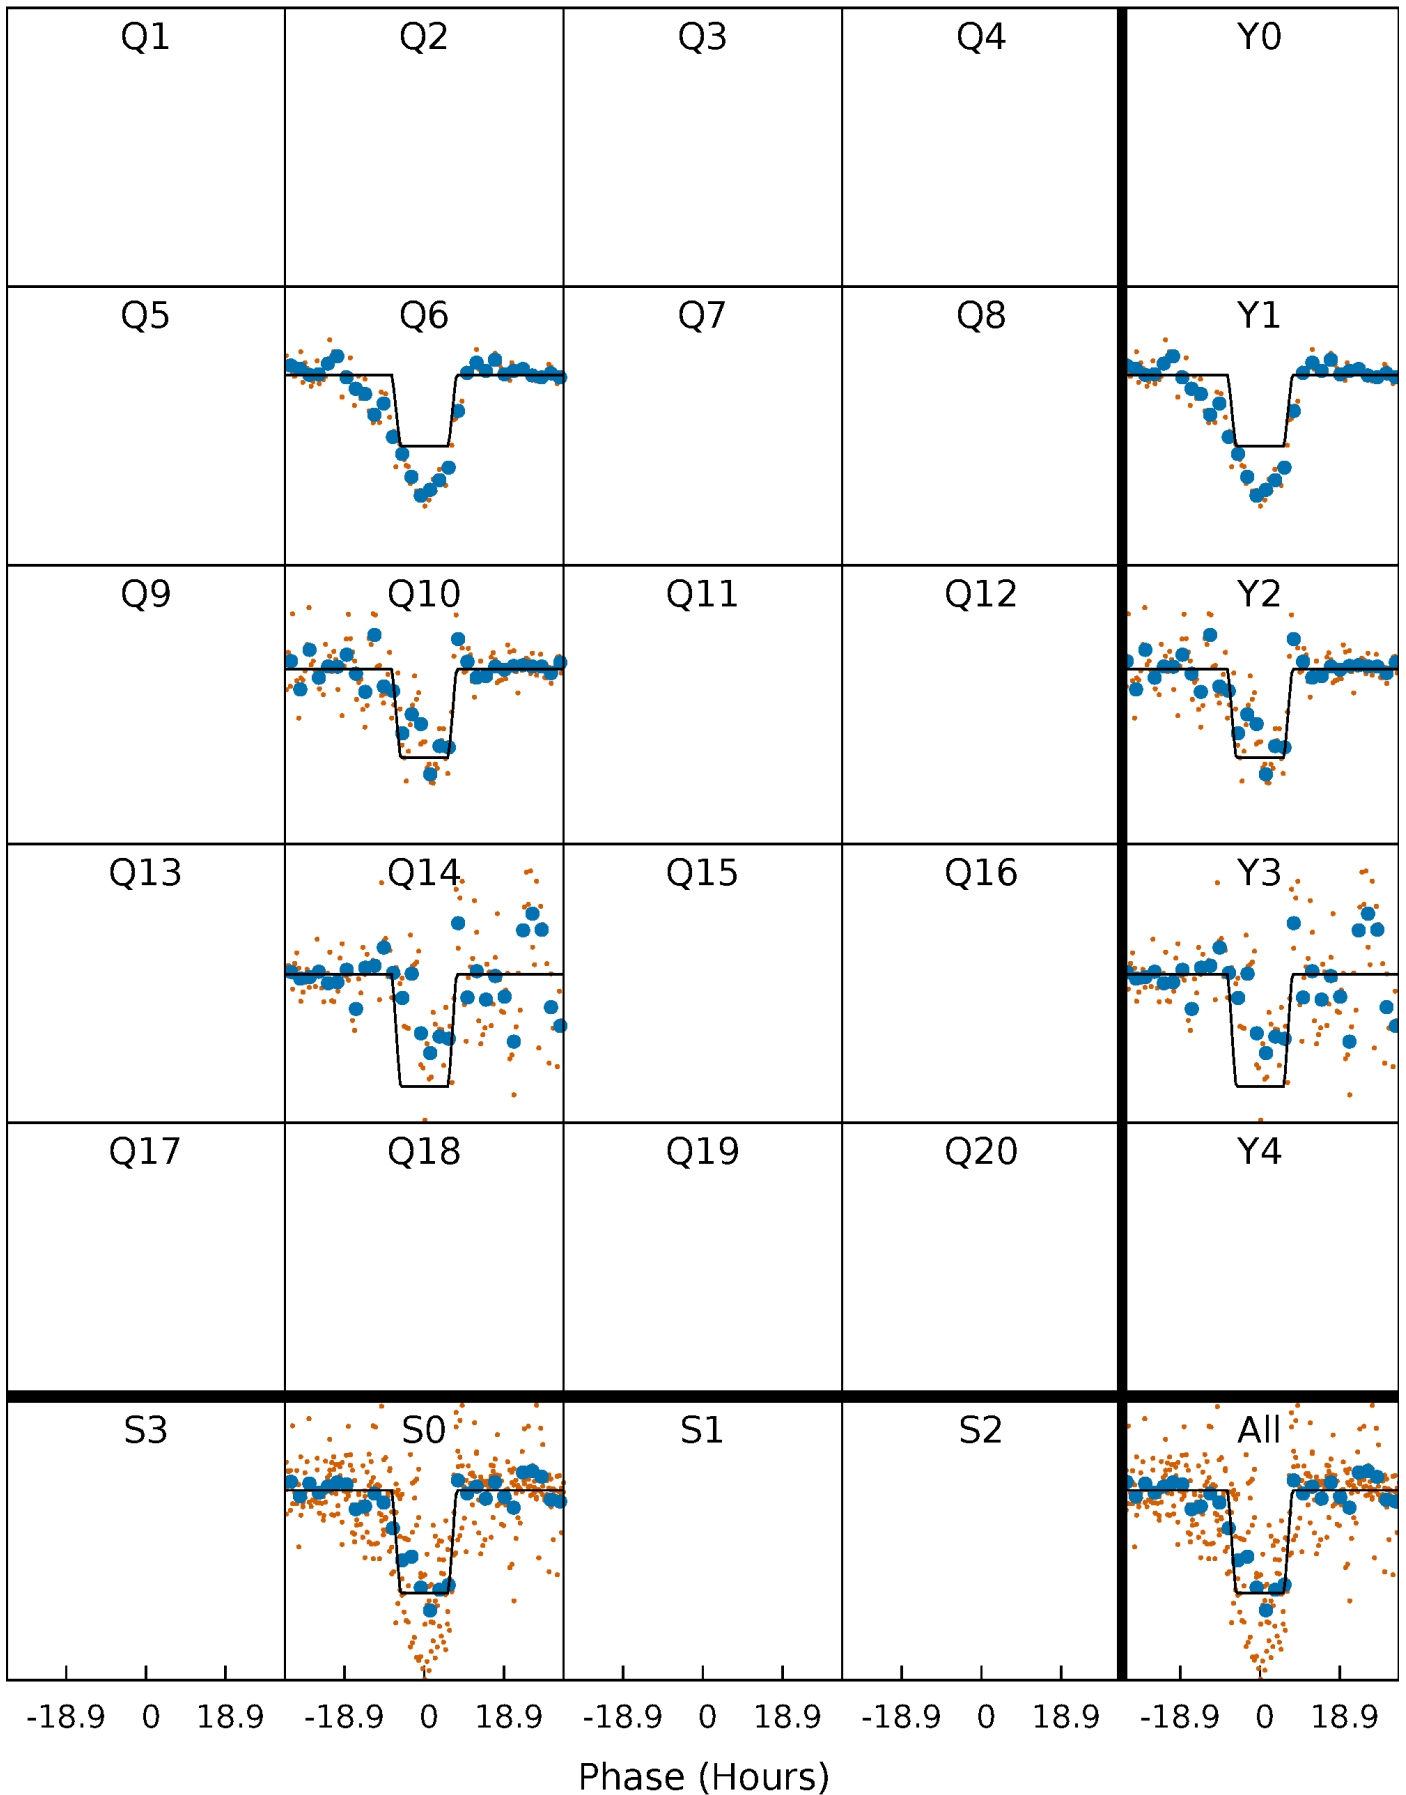 Q1 Q2 Q3 Q4 Y0
Q5 Q6 Q7 Q8 Y1
Q9 Q10 Q11 Q12 Y2
Q13 Q14 Q15 Q16 Y3
Q17 Q18 Q19 Q20 Y4
S3 S0 S1 S2 All
-18.9 0 18.9 -18.9 0 18.9 -18.9 0 18.9 -18.9 0 18.9 -18.9 0 18.9
Phase (Hours)